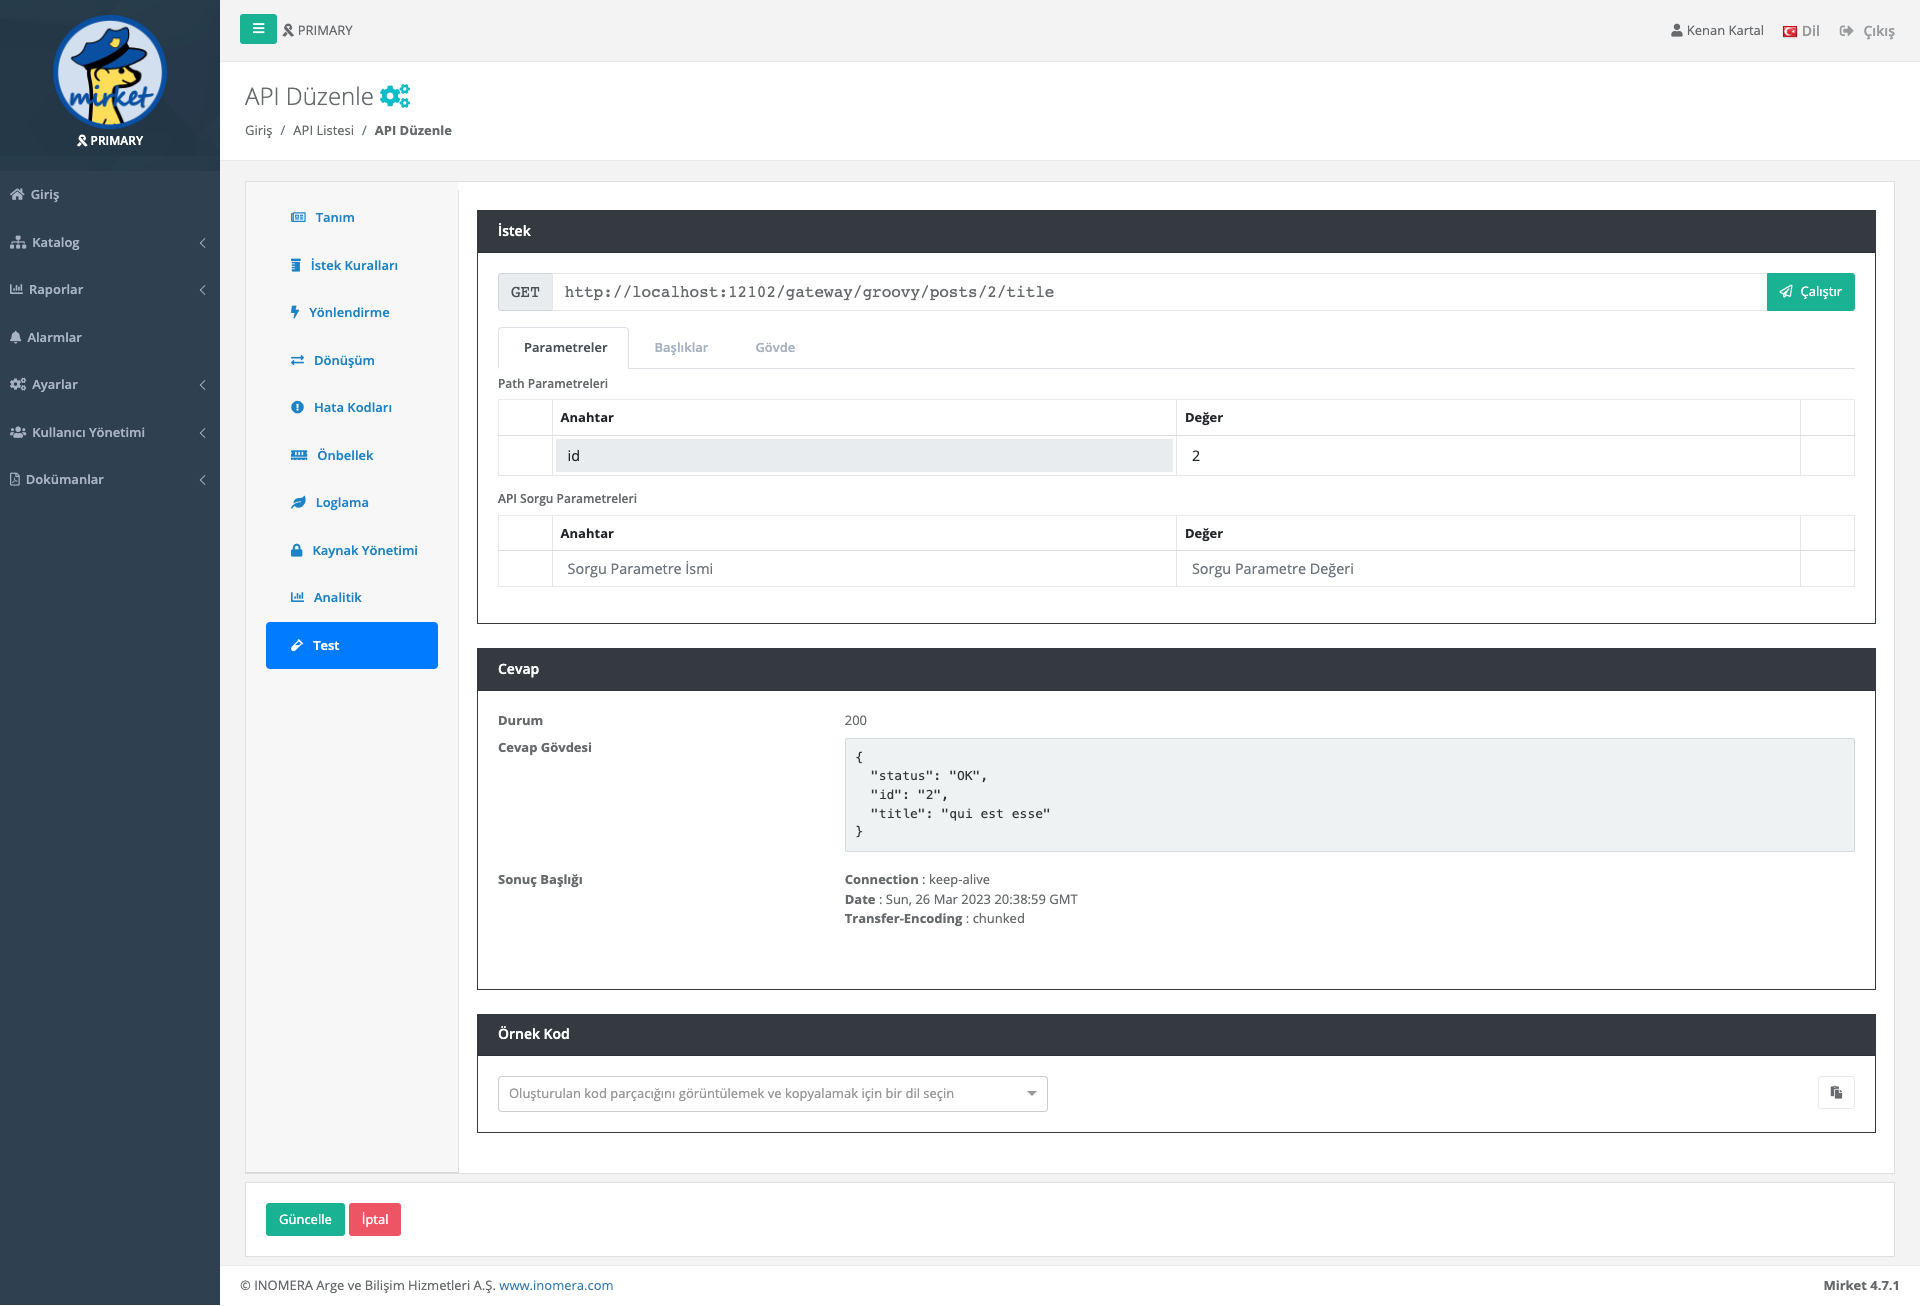 mirket
PRIMARY
Giriş
Katalog
Raporlar
Alarmlar
Ayarlar
Kullanıcı Yönetimi
Dokümanlar
PRIMARY
Kenan Kartal
Dil
Çıkış
API Düzenle
Giriş / API Listesi / API Düzenle
Tanım
İstek Kuralları
Yönlendirme
Dönüşüm
Hata Kodları
Önbellek
Loglama
Kaynak Yönetimi
Analitik
Test
İstek
GET http://localhost:12102/gateway/groovy/posts/2/title Çalıştır
Parametreler Başlıklar Gövde
Path Parametreleri
Anahtar Değer
id 2
API Sorgu Parametreleri
Anahtar Değer
Sorgu Parametre İsmi Sorgu Parametre Değeri
Cevap
Durum 200
Cevap Gövdesi
{
"status": "OK",
"id": "2",
"title": "qui est esse"
}
Sonuç Başlığı
Connection : keep-alive
Date : Sun, 26 Mar 2023 20:38:59 GMT
Transfer-Encoding : chunked
Örnek Kod
Oluşturulan kod parçacığını görüntülemek ve kopyalamak için bir dil seçin
Güncelle İptal
© INOMERA Arge ve Bilişim Hizmetleri A.Ş. www.inomera.com
Mirket 4.7.1